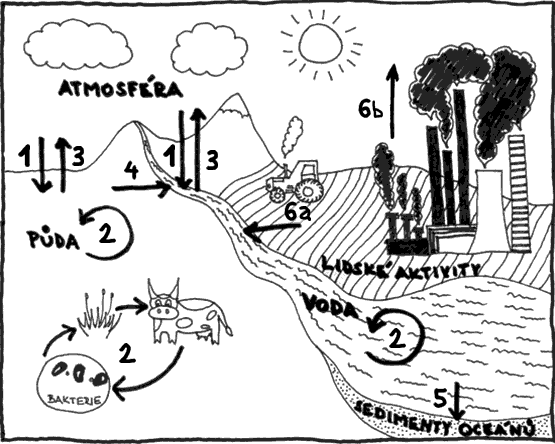 ATMOSFÉRA
6b
1
3
1
3
4
6a
PŮDA
2
LIDSKÉ AKTIVITY
VODA
2
2
BAKTERIE
5
SEDIMENTY OCEÁNŮ